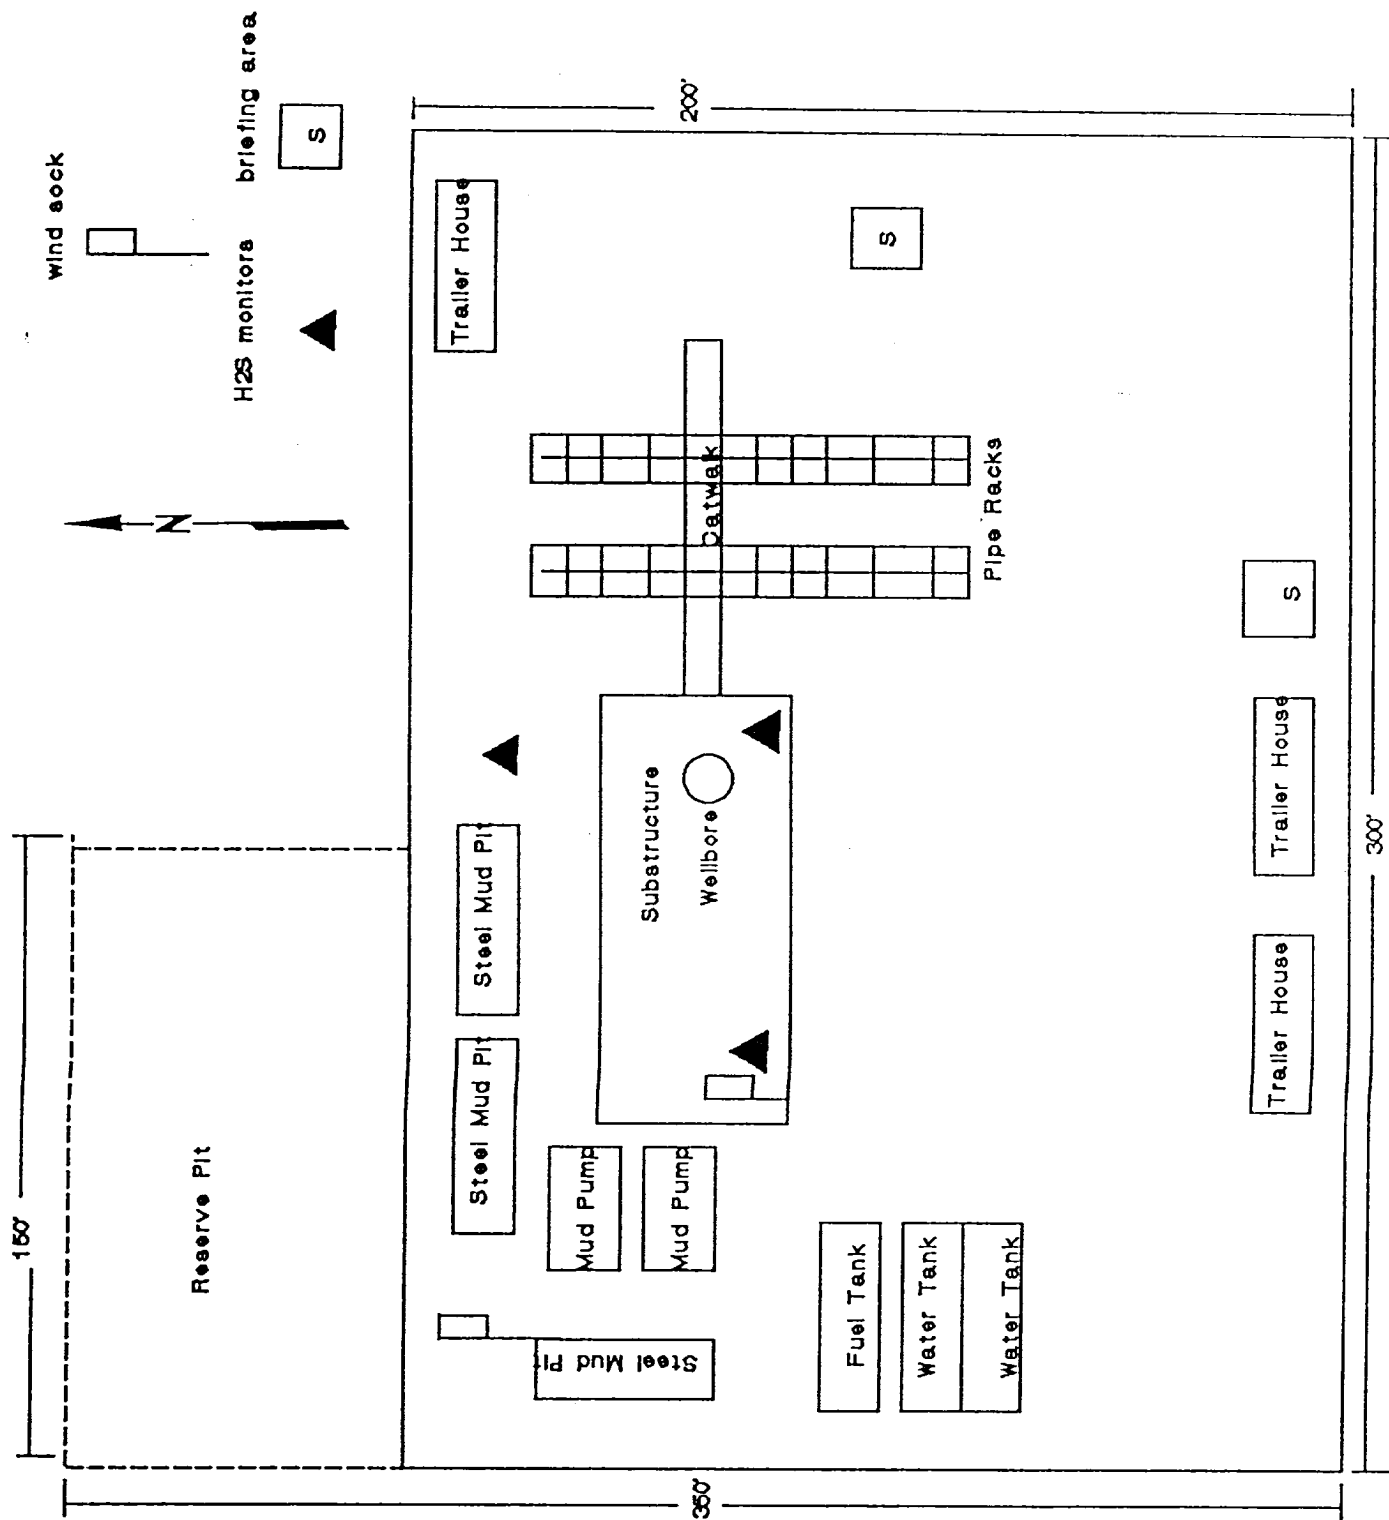 wind sock
H2S monitors
briefing area
S
N
150'
Reserve Pit
200'
350'
300'
Trailer House
S
Catwalk
Pipe Racks
S
Steel Mud Pit
Steel Mud Pit
Substructure
Wellbore
Mud Pump
Mud Pump
Steel Mud Pit
Fuel Tank
Water Tank
Water Tank
Trailer House
Trailer House